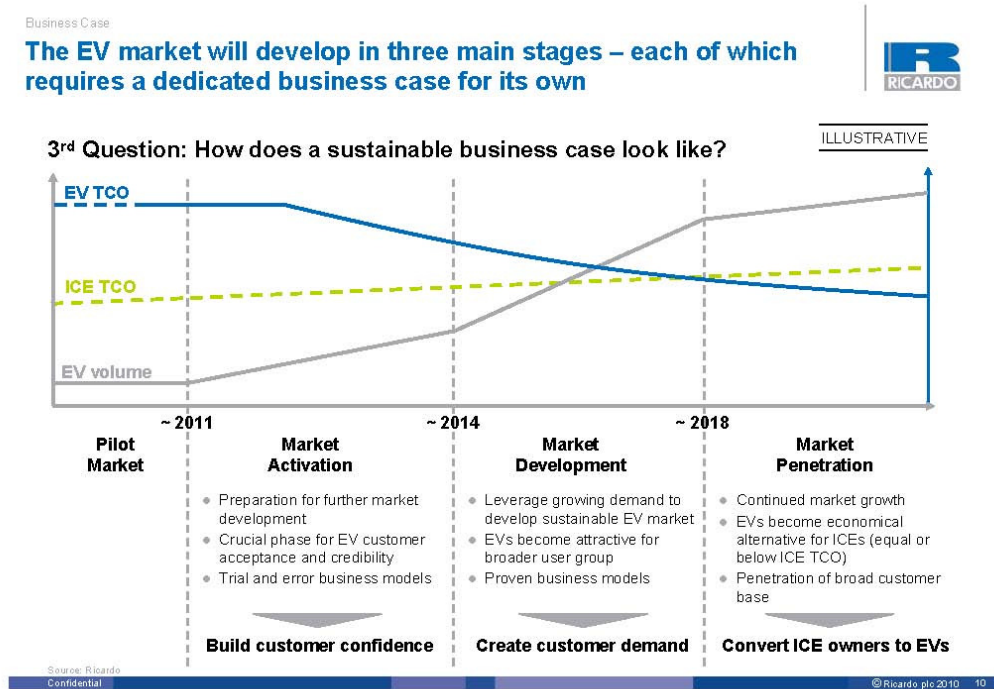 Business Case
The EV market will develop in three main stages – each of which
requires a dedicated business case for its own
RICARDO
ILLUSTRATIVE
3rd Question: How does a sustainable business case look like?
EV TCO
ICE TCO
EV volume
~ 2011
~ 2014
~ 2018
Pilot
Market
Market
Activation
Market
Development
Market
Penetration
Preparation for further market
development
Crucial phase for EV customer
acceptance and credibility
Trial and error business models
Leverage growing demand to
develop sustainable EV market
EVs become attractive for
broader user group
Proven business models
Continued market growth
EVs become economical
alternative for ICEs (equal or
below ICE TCO)
Penetration of broad customer
base
Build customer confidence
Create customer demand
Convert ICE owners to EVs
Source: Ricardo
Confidential
© Ricardo plc 2010
10